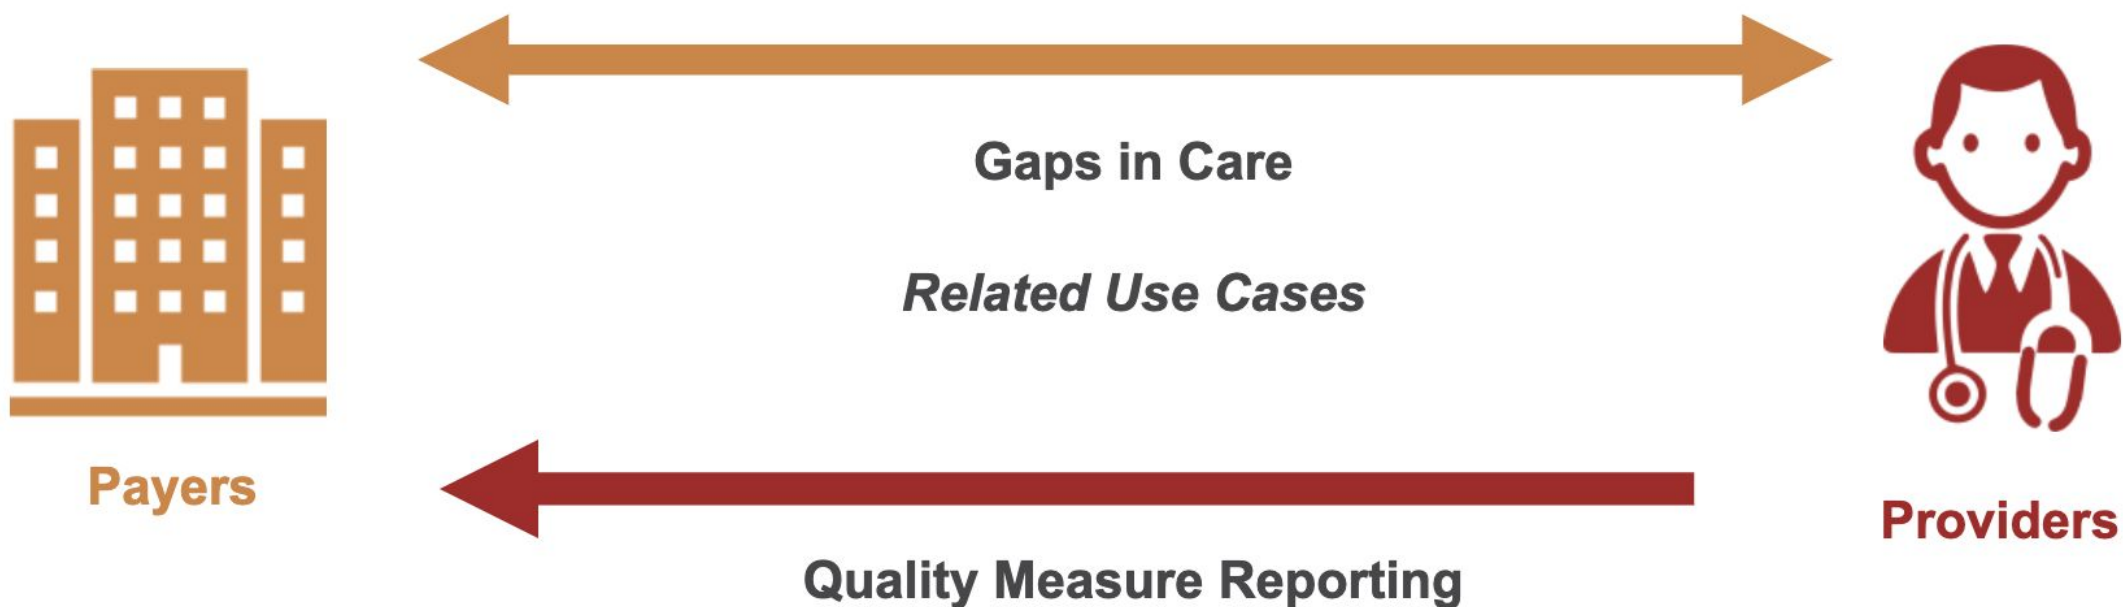 Gaps in Care
Related Use Cases
Payers
Providers
Quality Measure Reporting